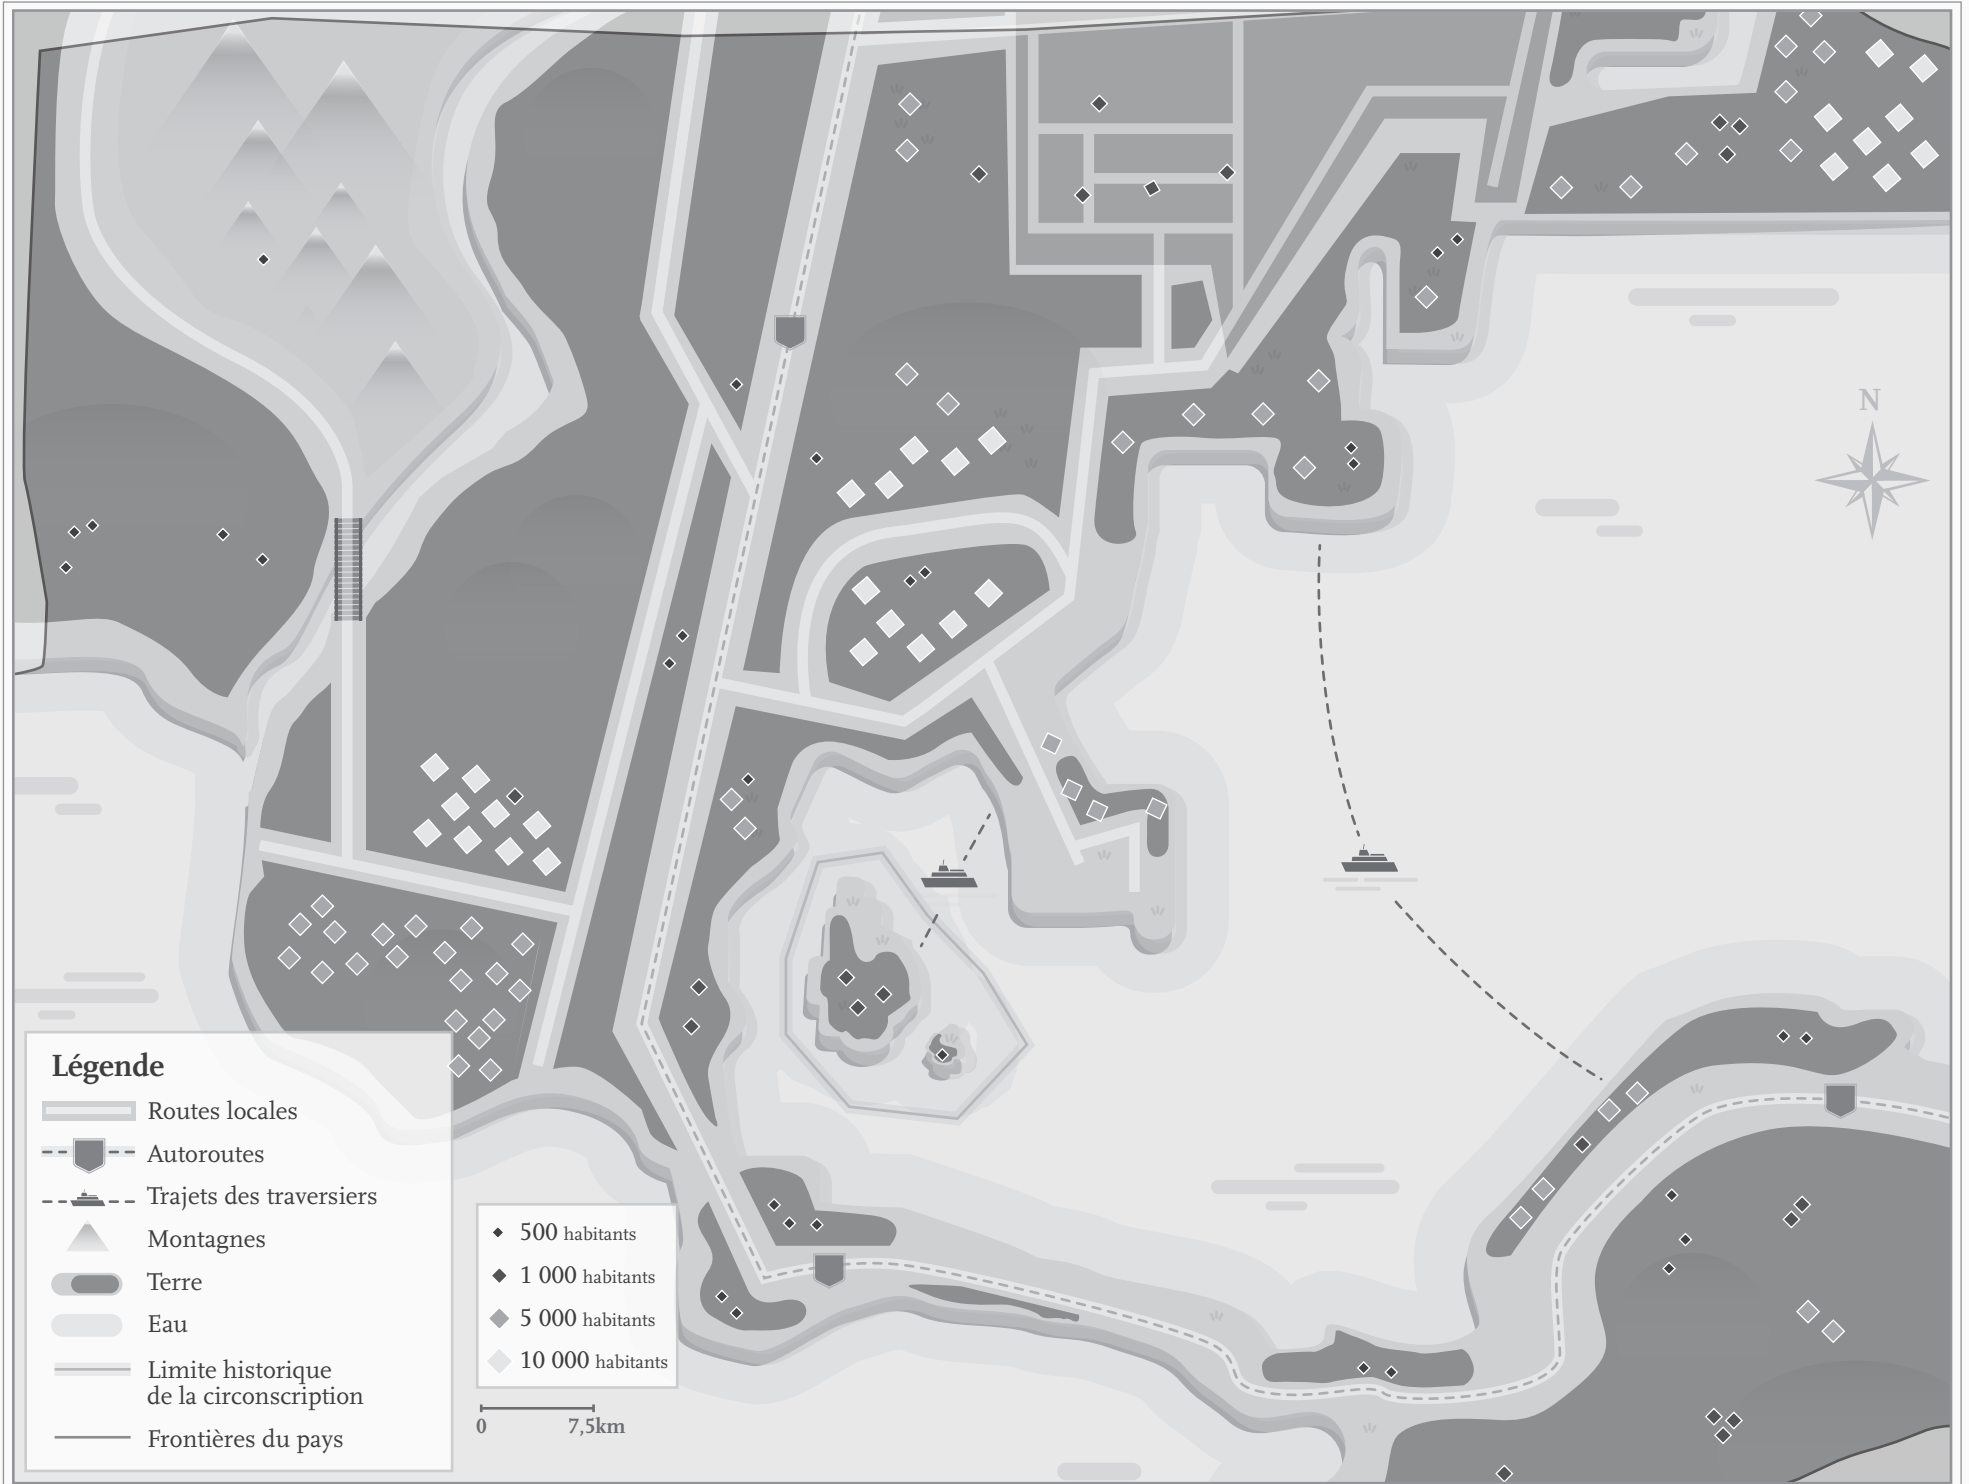 N
Légende
Routes locales
Autoroutes
Trajets des traversiers
Montagnes
Terre
Eau
Limite historique
de la circonscription
Frontières du pays
500 habitants
1 000 habitants
5 000 habitants
10 000 habitants
0 7,5km